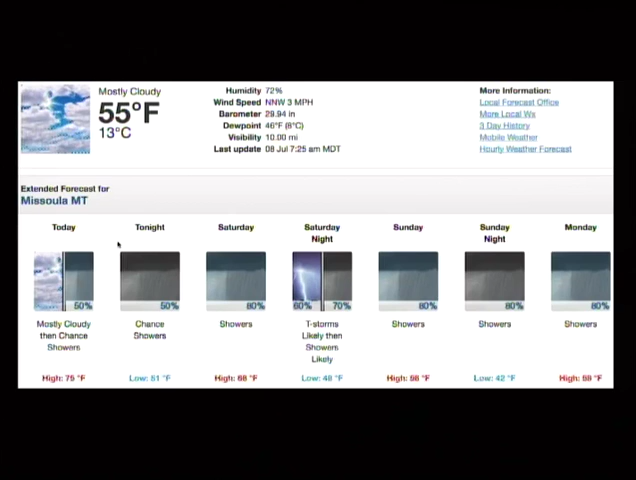 Mostly Cloudy
55°F
13°C
Humidity 72%
Wind Speed NNW 3 MPH
Barometer 29.94 in
Dewpoint 46°F (8°C)
Visibility 10.00 mi
Last update 08 Jul 7:25 am MDT
More Information:
Local Forecast Office
More Local Wx
3 Day History
Mobile Weather
Hourly Weather Forecast
Extended Forecast for
Missoula MT
Today
Tonight
Saturday
Saturday
Night
Sunday
Sunday
Night
Monday
50%
50%
80%
60% 70%
80%
80%
80%
Mostly Cloudy
then Chance
Showers
Chance
Showers
Showers
T-storms
Likely then
Showers
Likely
Showers
Showers
Showers
High: 75 °F
Low: 51 °F
High: 68 °F
Low: 48 °F
High: 56 °F
Low: 42 °F
High: 58 °F